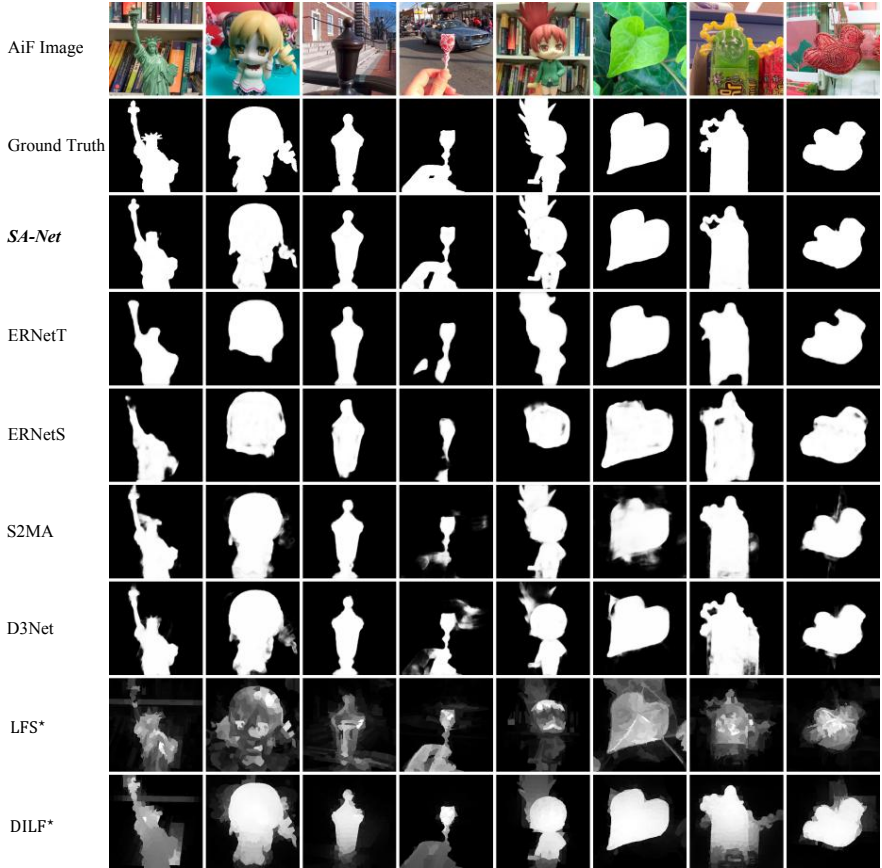 AiF Image
Ground Truth
SA-Net
ERNetT
ERNetS
S2MA
D3Net
LFS★
DILF★